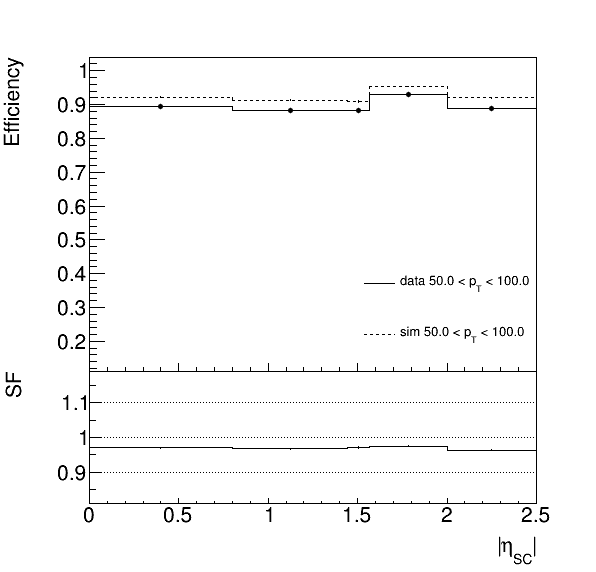 Efficiency
1
0.9
0.8
0.7
0.6
0.5
0.4
0.3
0.2
data 50.0 < p_T < 100.0
sim 50.0 < p_T < 100.0
SF
1.1
1
0.9
0 0.5 1 1.5 2 2.5
|η_SC|